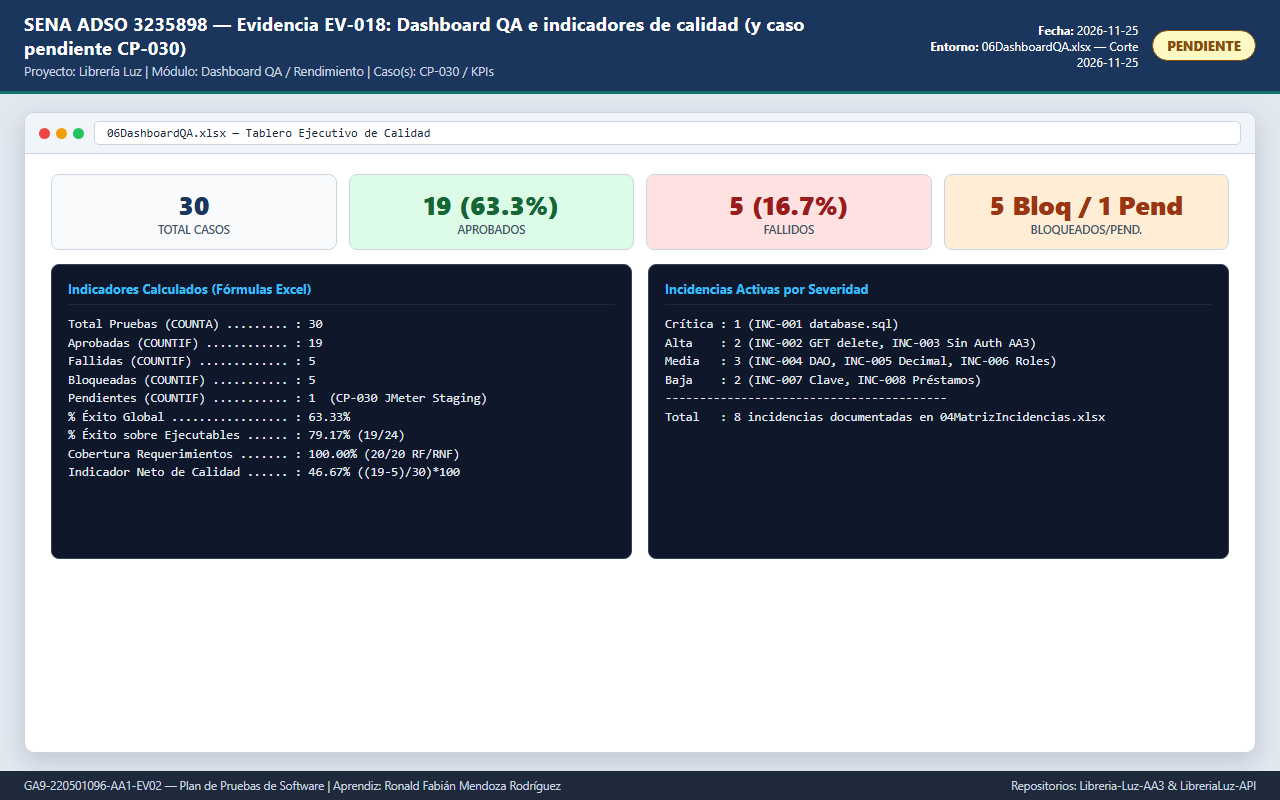 SENA ADSO 3235898 — Evidencia EV-018: Dashboard QA e indicadores de calidad (y caso
pendiente CP-030)
Proyecto: Librería Luz | Módulo: Dashboard QA / Rendimiento | Caso(s): CP-030 / KPIs
Fecha: 2026-11-25
Entorno: 06DashboardQA.xlsx — Corte
2026-11-25
PENDIENTE
06DashboardQA.xlsx — Tablero Ejecutivo de Calidad
30
TOTAL CASOS
19 (63.3%)
APROBADOS
5 (16.7%)
FALLIDOS
5 Bloq / 1 Pend
BLOQUEADOS/PEND.
Indicadores Calculados (Fórmulas Excel)
Total Pruebas (COUNTA) ......... : 30
Aprobadas (COUNTIF) ............ : 19
Fallidas (COUNTIF) ............. : 5
Bloqueadas (COUNTIF) ........... : 5
Pendientes (COUNTIF) ........... : 1  (CP-030 JMeter Staging)
% Éxito Global ................. : 63.33%
% Éxito sobre Ejecutables ...... : 79.17% (19/24)
Cobertura Requerimientos ....... : 100.00% (20/20 RF/RNF)
Indicador Neto de Calidad ...... : 46.67% ((19-5)/30)*100
Incidencias Activas por Severidad
Crítica : 1 (INC-001 database.sql)
Alta    : 2 (INC-002 GET delete, INC-003 Sin Auth AA3)
Media   : 3 (INC-004 DAO, INC-005 Decimal, INC-006 Roles)
Baja    : 2 (INC-007 Clave, INC-008 Préstamos)
-----------------------------------------
Total   : 8 incidencias documentadas en 04MatrizIncidencias.xlsx
GA9-220501096-AA1-EV02 — Plan de Pruebas de Software | Aprendiz: Ronald Fabián Mendoza Rodríguez
Repositorios: Libreria-Luz-AA3 & LibreriaLuz-API